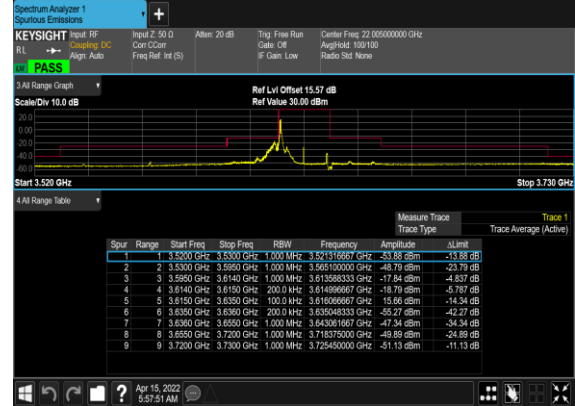 Spectrum Analyzer 1
Spurious Emissions
KEYSIGHT Input: RF Input Z: 50 Ω Atten: 20 dB Trig: Free Run Center Freq: 22.005000000 GHz
RL Coupling: DC Corr CCorr Gate: Off Avg|Hold: 100/100
Align: Auto Freq Ref: Int (S) IF Gain: Low Radio Std: None
LW PASS
3 All Range Graph
Ref Lvl Offset 15.57 dB
Scale/Div 10.0 dB Ref Value 30.00 dBm
20.0
0.00
-20.0
-40.0
-60.0
Start 3.520 GHz Stop 3.730 GHz
4 All Range Table
Measure Trace Trace 1
Trace Type Trace Average (Active)
Spur Range Start Freq Stop Freq RBW Frequency Amplitude ΔLimit
1 1 3.5200 GHz 3.5300 GHz 1.000 MHz 3.521316667 GHz -53.88 dBm -13.88 dB
2 2 3.5300 GHz 3.5950 GHz 1.000 MHz 3.565100000 GHz -48.79 dBm -23.79 dB
3 3 3.5950 GHz 3.6140 GHz 1.000 MHz 3.613588333 GHz -17.84 dBm -4.837 dB
4 4 3.6140 GHz 3.6150 GHz 200.0 kHz 3.614996667 GHz -18.79 dBm -5.787 dB
5 5 3.6150 GHz 3.6350 GHz 100.0 kHz 3.616066667 GHz 15.66 dBm -14.34 dB
6 6 3.6350 GHz 3.6360 GHz 200.0 kHz 3.635048333 GHz -55.27 dBm -42.27 dB
7 7 3.6360 GHz 3.6550 GHz 1.000 MHz 3.643061667 GHz -47.34 dBm -34.34 dB
8 8 3.6550 GHz 3.7200 GHz 1.000 MHz 3.718375000 GHz -49.89 dBm -24.89 dB
9 9 3.7200 GHz 3.7300 GHz 1.000 MHz 3.725450000 GHz -51.13 dBm -11.13 dB
Apr 15, 2022
5:57:51 AM